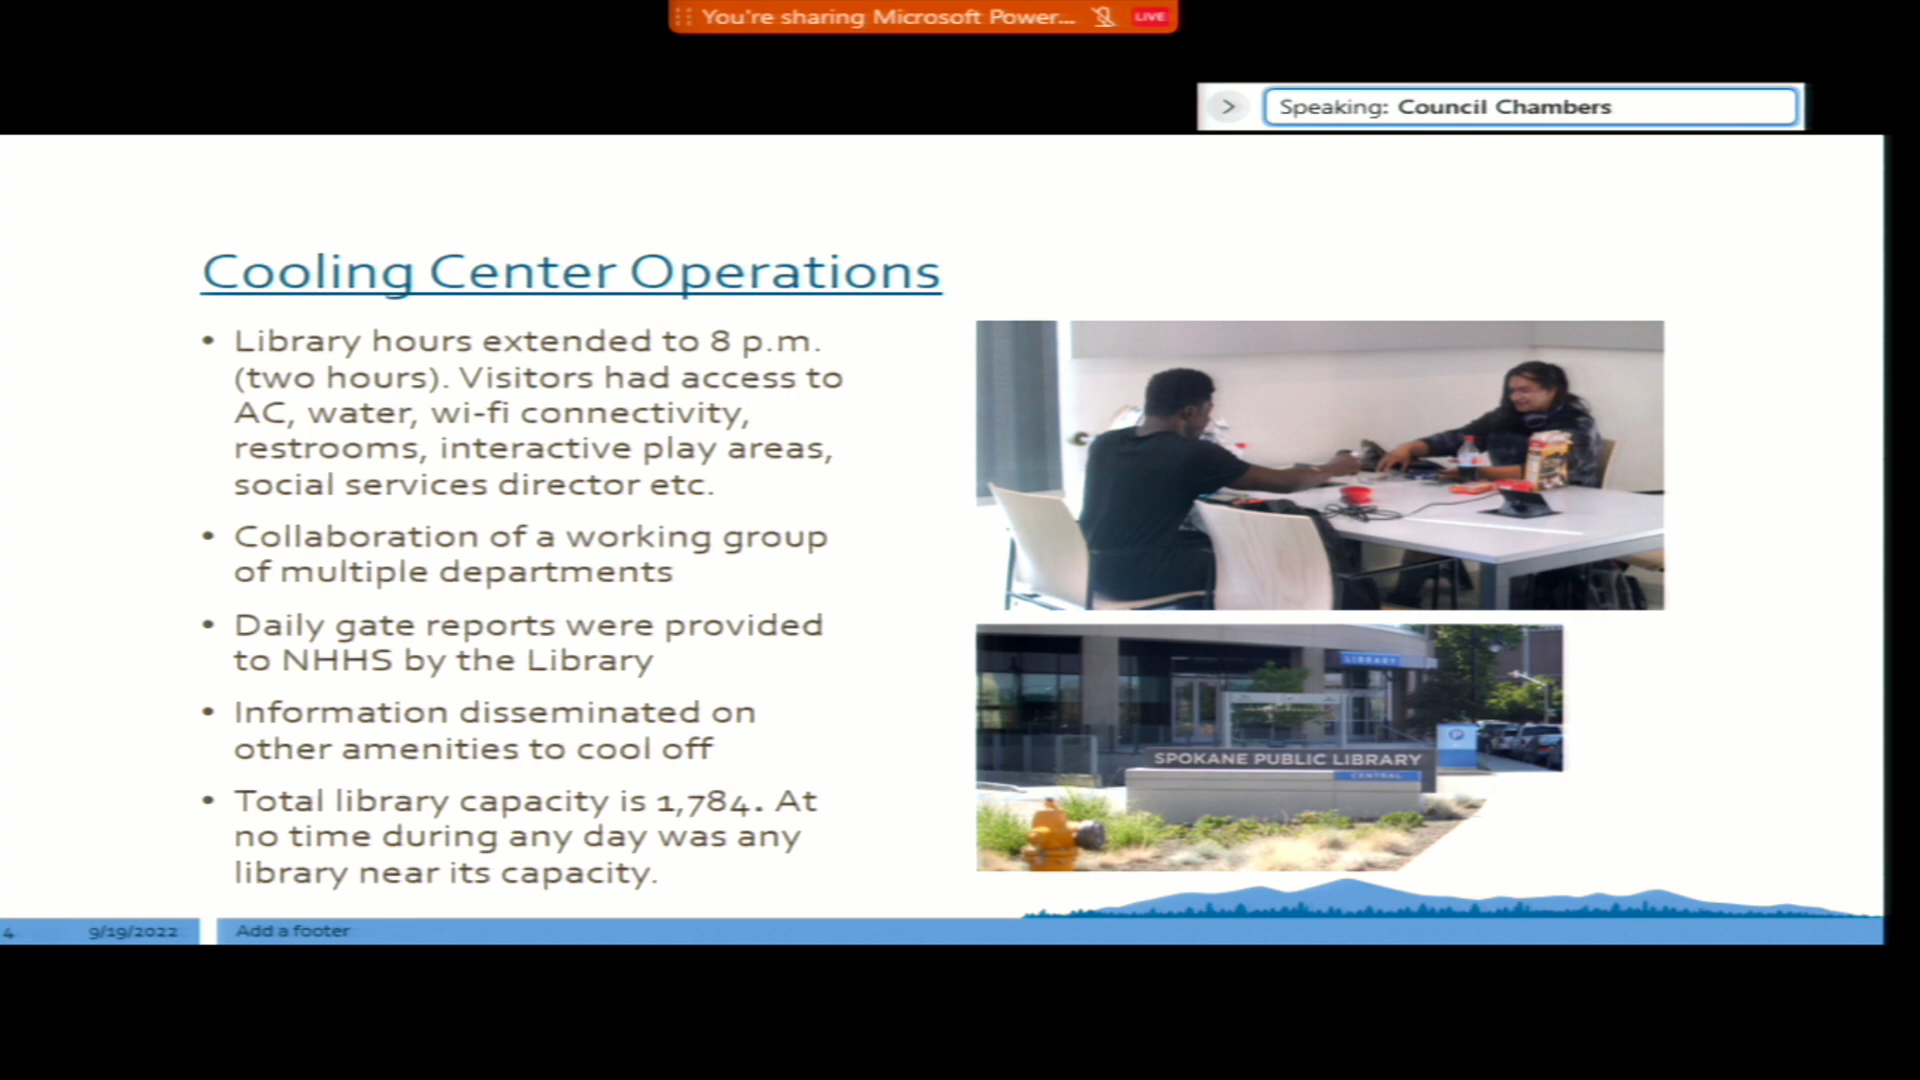 You're sharing Microsoft Power...
LIVE
Speaking: Council Chambers
Cooling Center Operations
• Library hours extended to 8 p.m.
(two hours). Visitors had access to
AC, water, wi-fi connectivity,
restrooms, interactive play areas,
social services director etc.
• Collaboration of a working group
of multiple departments
• Daily gate reports were provided
to NHHS by the Library
• Information disseminated on
other amenities to cool off
• Total library capacity is 1,784. At
no time during any day was any
library near its capacity.
LIBRARY
P
SPOKANE PUBLIC LIBRARY
CENTRAL
4
9/19/2022
Add a footer